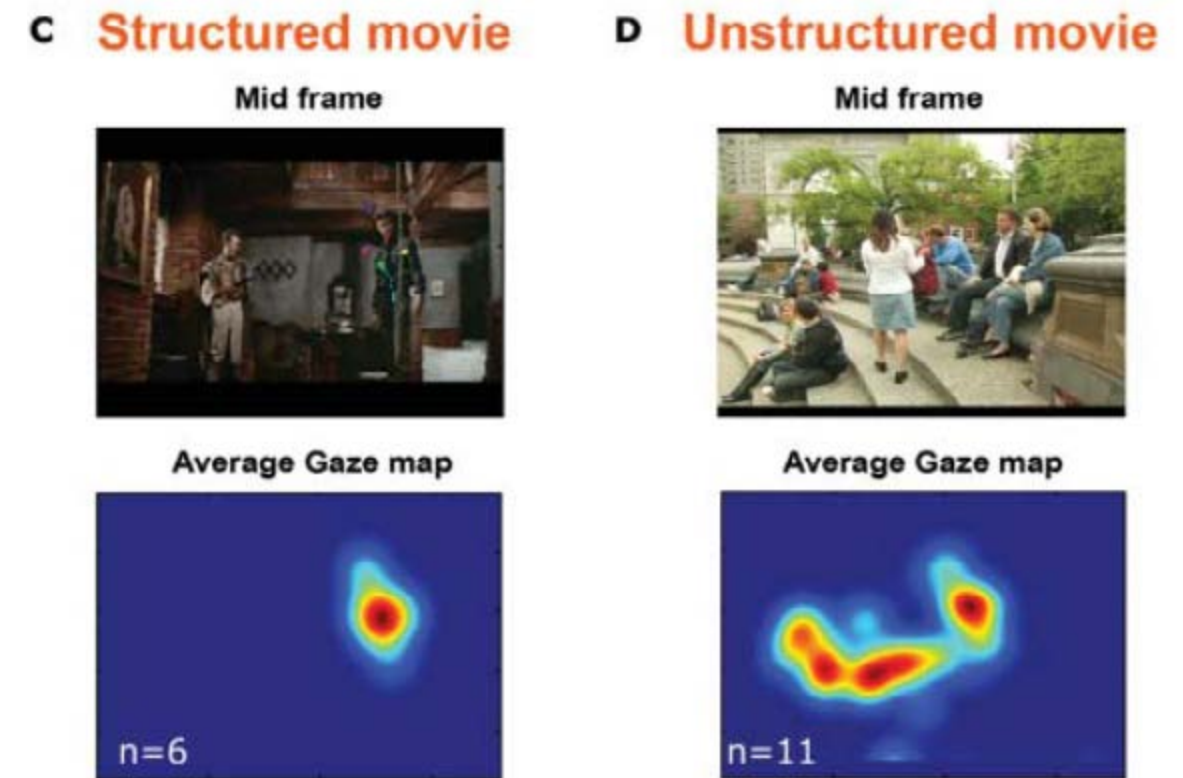 C Structured movie
Mid frame
Average Gaze map
n=6
D Unstructured movie
Mid frame
Average Gaze map
n=11